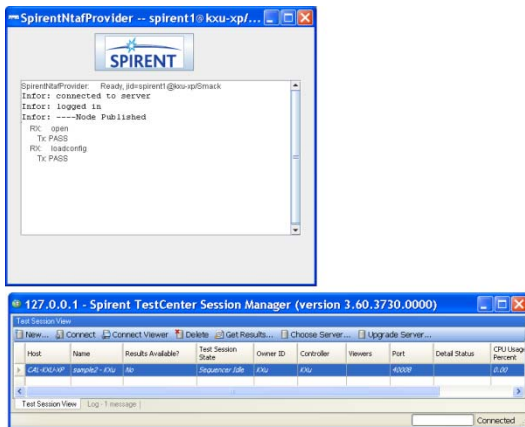 SpirentNtafProvider -- spirent1@kxu-xp/...
SPIRENT
SpirentNtafProvider: Ready, jid=spirent1@kxu-xp/Smack
Infor: connected to server
Infor: logged in
Infor: ----Node Published
RX: open
Tx: PASS
RX: loadconfig
Tx: PASS
127.0.0.1 - Spirent TestCenter Session Manager (version 3.60.3730.0000)
Test Session View
New... Connect Connect Viewer Delete Get Results... Choose Server... Upgrade Server...
Host Name Results Available? Test Session State Owner ID Controller Viewers Port Detail Status CPU Usage Percent
CAL-KXU-XP sample2 - KXu No Sequencer Idle KXu KXu 40008 0.00
Test Session View Log - 1 message
Connected